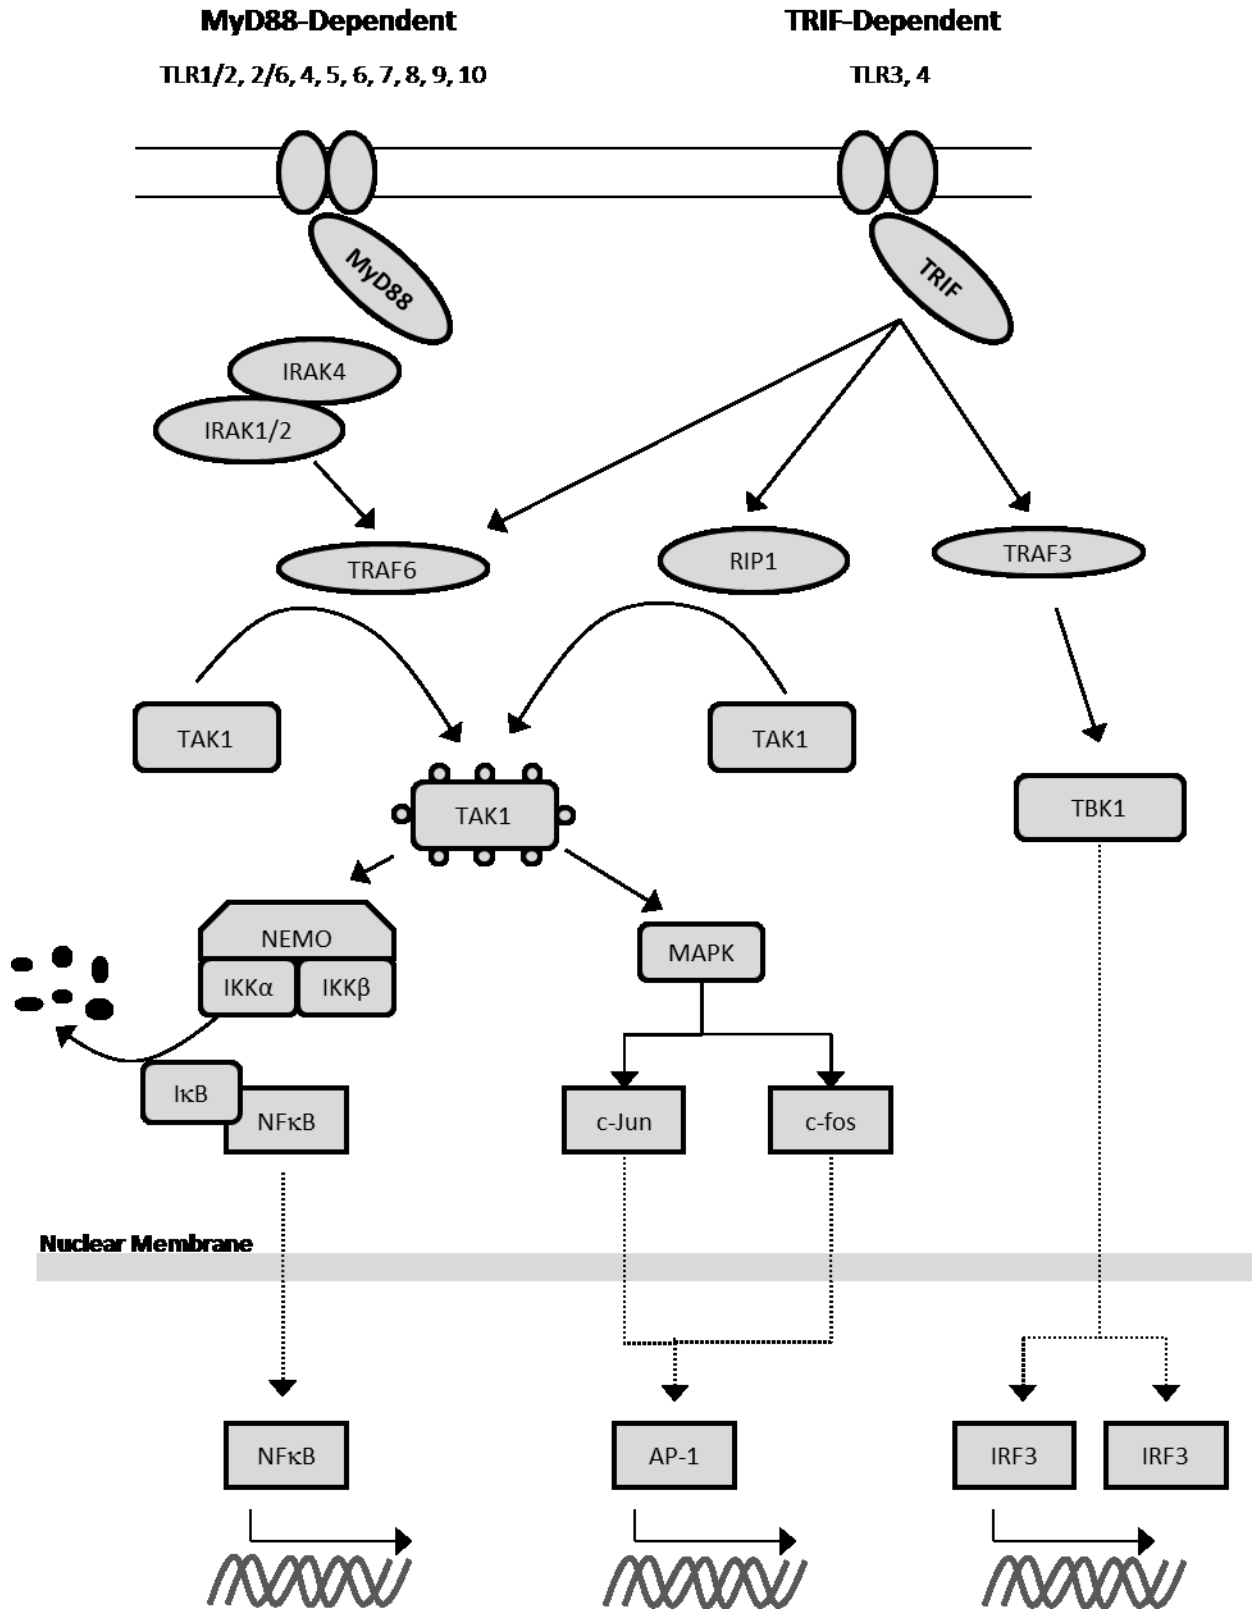 MyD88-Dependent
TRIF-Dependent
TLR1/2, 2/6, 4, 5, 6, 7, 8, 9, 10
TLR3, 4
MyD88
TRIF
IRAK4
IRAK1/2
TRAF6
RIP1
TRAF3
TAK1
TAK1
TAK1
TBK1
NEMO
IKKα
IKKβ
MAPK
IκB
NFκB
c-Jun
c-fos
Nuclear Membrane
NFκB
AP-1
IRF3
IRF3